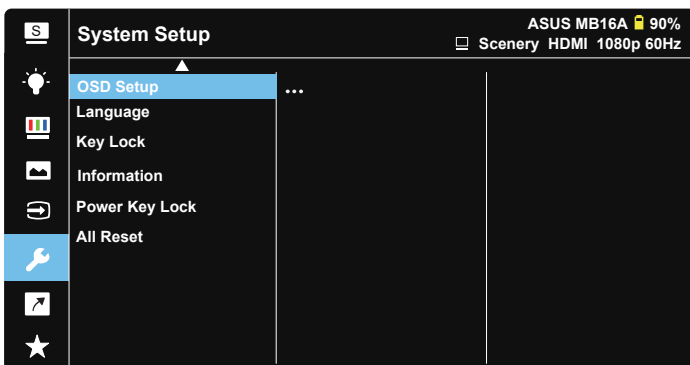 S
System Setup
ASUS MB16A 90%
Scenery HDMI 1080p 60Hz
OSD Setup ...
Language
Key Lock
Information
Power Key Lock
All Reset